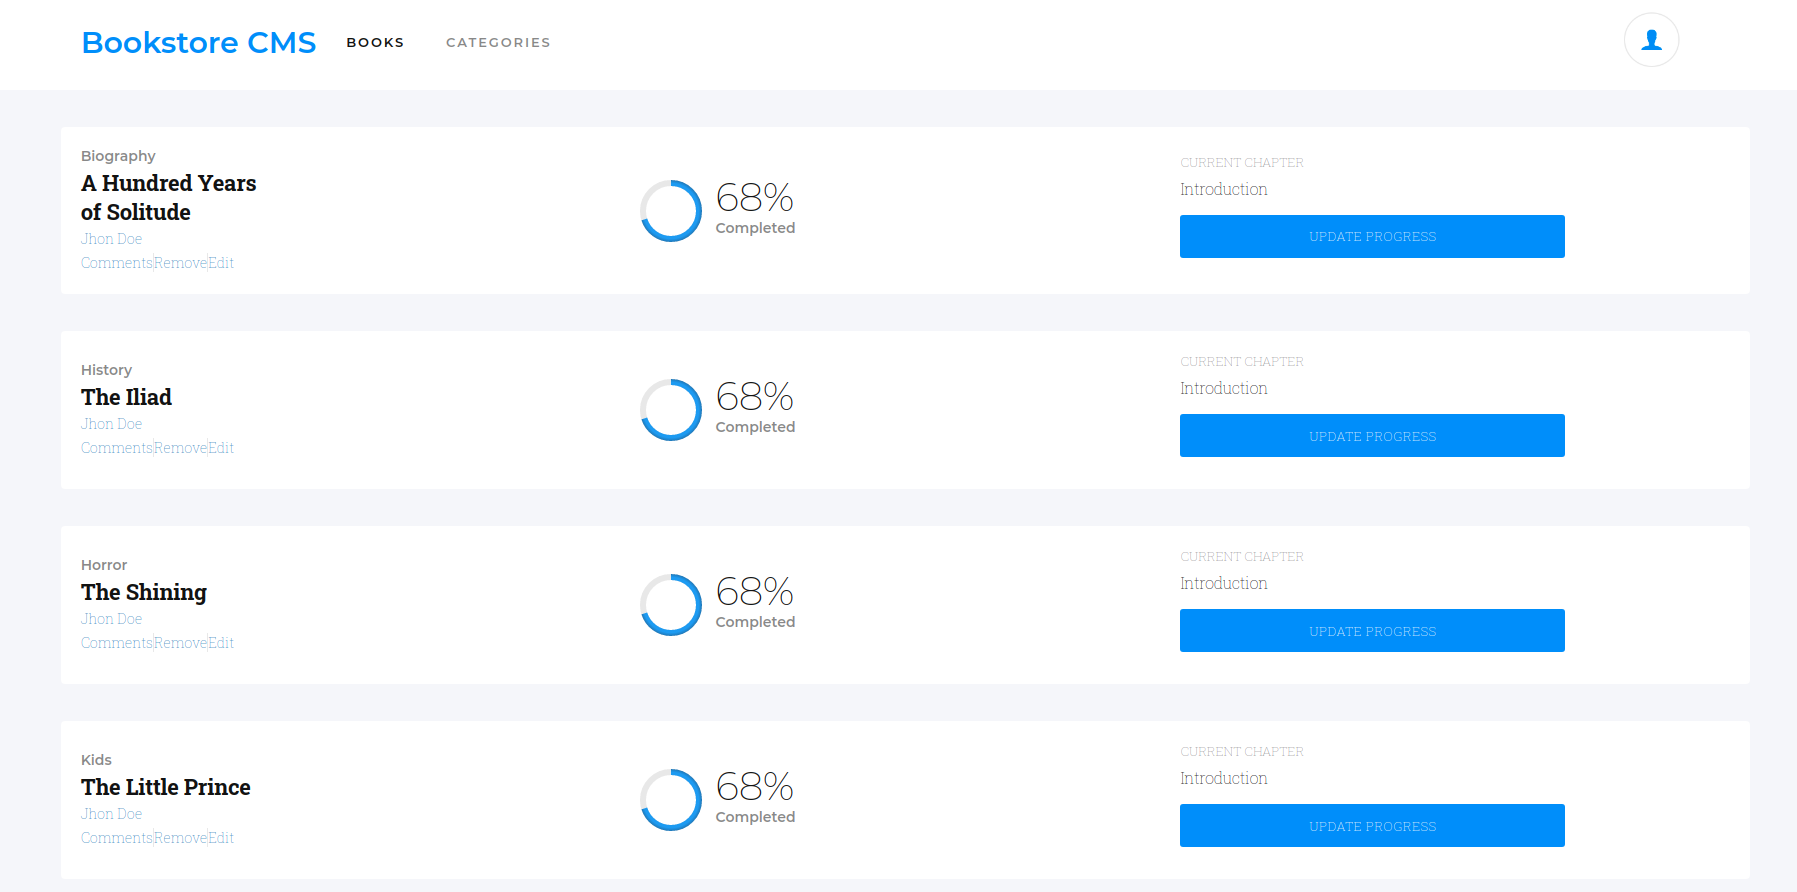 Bookstore CMS BOOKS CATEGORIES
Biography
A Hundred Years
of Solitude
Jhon Doe
Comments|Remove|Edit
68%
Completed
CURRENT CHAPTER
Introduction
UPDATE PROGRESS
History
The Iliad
Jhon Doe
Comments|Remove|Edit
68%
Completed
CURRENT CHAPTER
Introduction
UPDATE PROGRESS
Horror
The Shining
Jhon Doe
Comments|Remove|Edit
68%
Completed
CURRENT CHAPTER
Introduction
UPDATE PROGRESS
Kids
The Little Prince
Jhon Doe
Comments|Remove|Edit
68%
Completed
CURRENT CHAPTER
Introduction
UPDATE PROGRESS